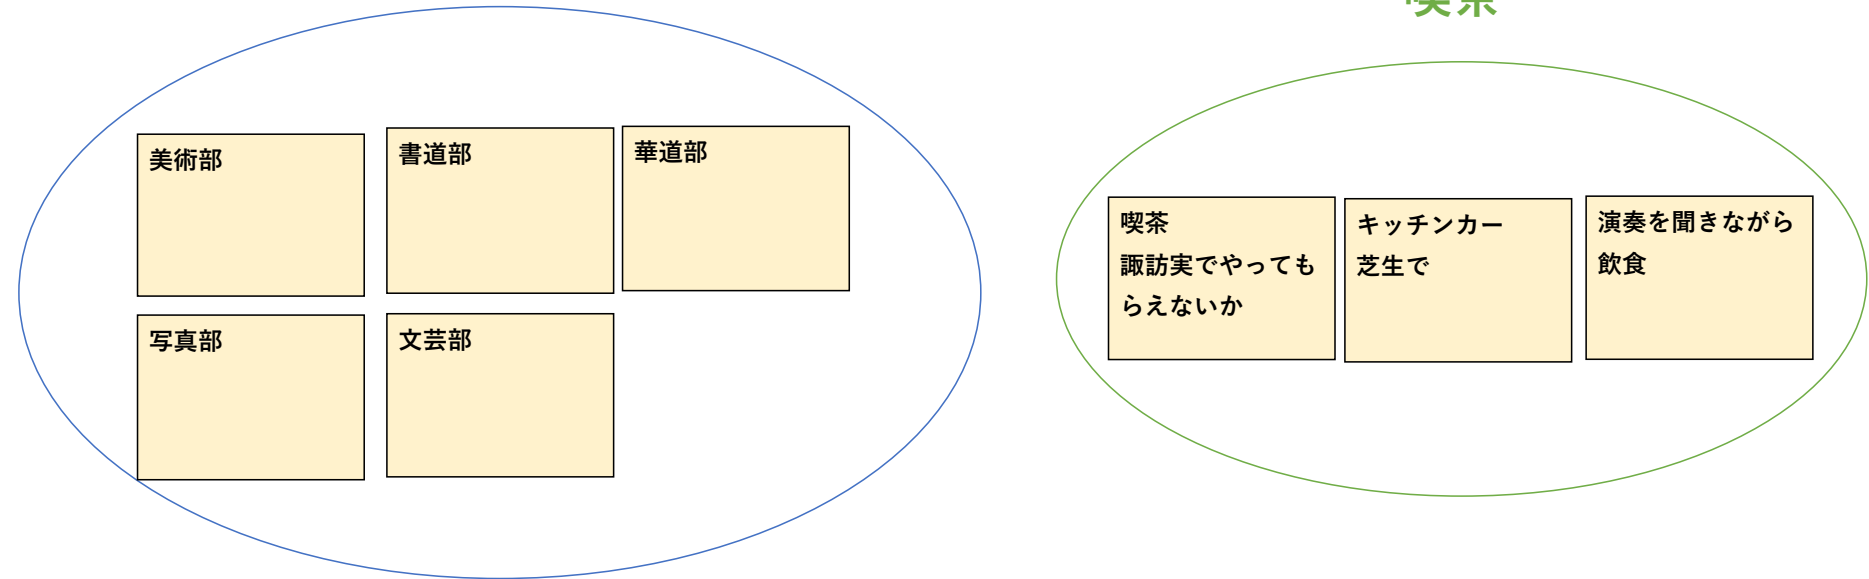 喫茶
美術部
書道部
華道部
写真部
文芸部
喫茶
諏訪実でやっても
らえないか
キッチンカー
芝生で
演奏を聞きながら
飲食